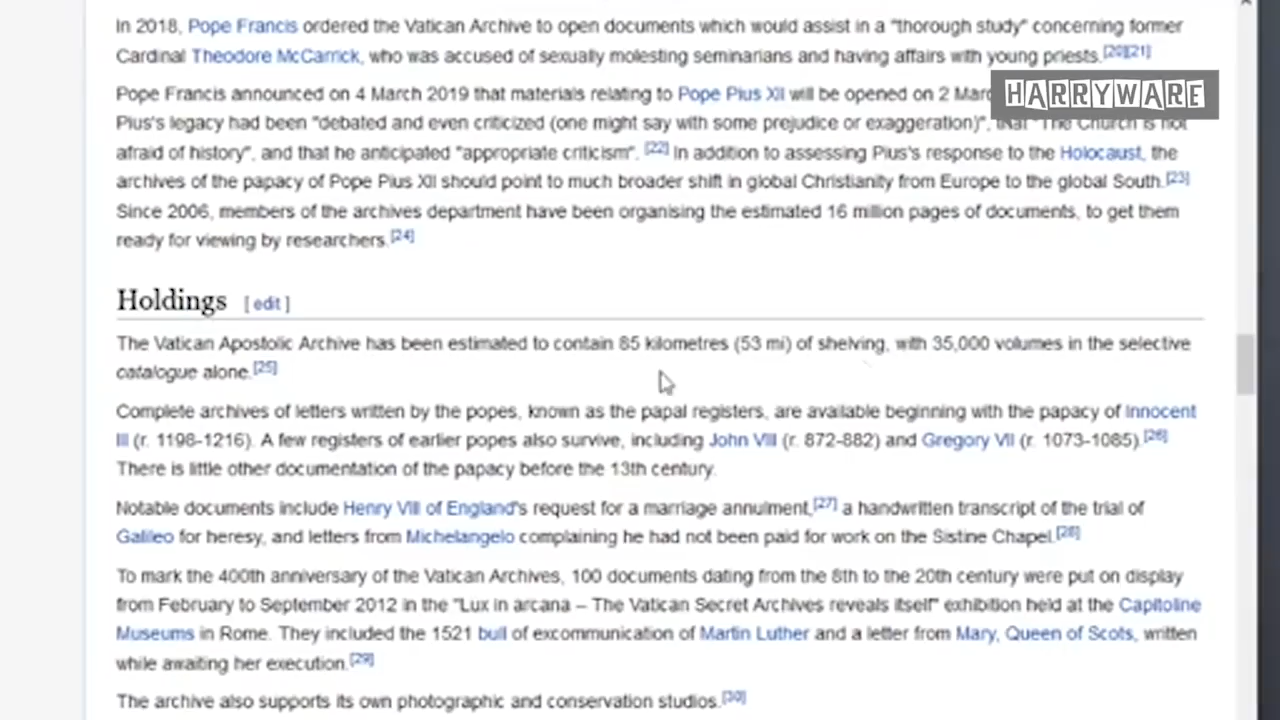 In 2018, Pope Francis ordered the Vatican Archive to open documents which would assist in a "thorough study" concerning former
Cardinal Theodore McCarrick, who was accused of sexually molesting seminarians and having affairs with young priests.[20][21]
Pope Francis announced on 4 March 2019 that materials relating to Pope Pius XII will be opened on 2
HARRYWARE
Pius's legacy had been "debated and even criticized (one might say with some prejudice or exaggeration)", that "The Church is not
afraid of history", and that he anticipated "appropriate criticism". [22] In addition to assessing Pius's response to the Holocaust, the
archives of the papacy of Pope Pius XII should point to much broader shift in global Christianity from Europe to the global South.[23]
Since 2006, members of the archives department have been organising the estimated 16 million pages of documents, to get them
ready for viewing by researchers.[24]
Holdings [ edit ]
The Vatican Apostolic Archive has been estimated to contain 85 kilometres (53 mi) of shelving, with 35,000 volumes in the selective
catalogue alone.[25]
Complete archives of letters written by the popes, known as the papal registers, are available beginning with the papacy of Innocent
III (r. 1198-1216). A few registers of earlier popes also survive, including John VIII (r. 872-882) and Gregory VII (r. 1073-1085).[26]
There is little other documentation of the papacy before the 13th century.
Notable documents include Henry VIII of England's request for a marriage annulment,[27] a handwritten transcript of the trial of
Galileo for heresy, and letters from Michelangelo complaining he had not been paid for work on the Sistine Chapel.[28]
To mark the 400th anniversary of the Vatican Archives, 100 documents dating from the 8th to the 20th century were put on display
from February to September 2012 in the "Lux in arcana – The Vatican Secret Archives reveals itself" exhibition held at the Capitoline
Museums in Rome. They included the 1521 bull of excommunication of Martin Luther and a letter from Mary, Queen of Scots, written
while awaiting her execution.[29]
The archive also supports its own photographic and conservation studios.[30]